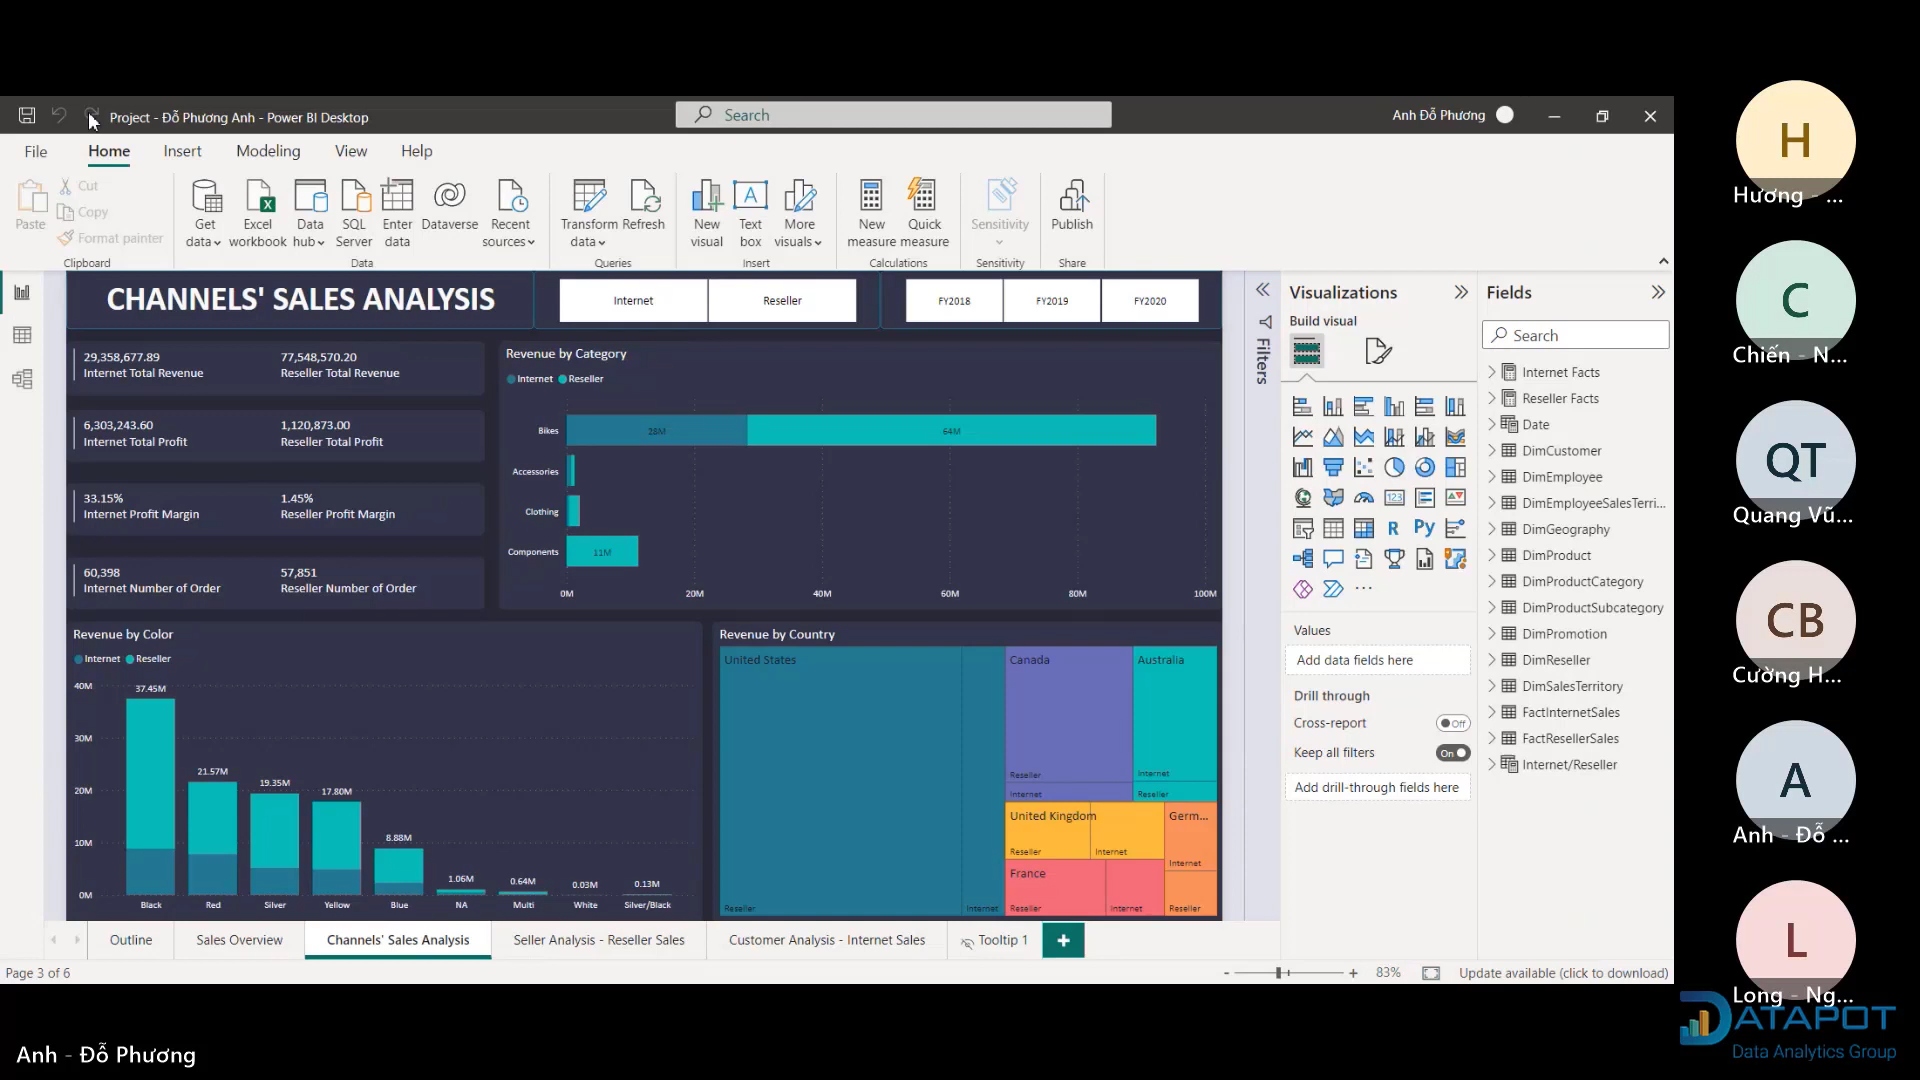 Project - Đỗ Phương Anh - Power BI Desktop
Search
Anh Đỗ Phương
File
Home
Insert
Modeling
View
Help
Paste
Cut
Copy
Format painter
Get data
Excel workbook
Data hub
SQL Server
Enter data
Dataverse
Recent sources
Transform data
Refresh
New visual
A
Text box
More visuals
New measure
Quick measure
Sensitivity
Publish
Clipboard
Data
Queries
Insert
Calculations
Sensitivity
Share
CHANNELS' SALES ANALYSIS
Internet
Reseller
FY2018
FY2019
FY2020
29,358,677.89
Internet Total Revenue
77,548,570.20
Reseller Total Revenue
6,303,243.60
Internet Total Profit
1,120,873.00
Reseller Total Profit
33.15%
Internet Profit Margin
1.45%
Reseller Profit Margin
60,398
Internet Number of Order
57,851
Reseller Number of Order
Revenue by Category
Internet Reseller
Bikes
28M
64M
Accessories
Clothing
Components
11M
0M 20M 40M 60M 80M 100M
Revenue by Color
Internet Reseller
40M
30M
20M
10M
0M
37.45M
21.57M
19.35M
17.80M
8.88M
1.06M
0.64M
0.03M
0.13M
Black Red Silver Yellow Blue NA Multi White Silver/Black
Revenue by Country
United States
Reseller
Internet
Canada
Reseller
Internet
Australia
Internet
Reseller
United Kingdom
Reseller
Internet
Germ...
Internet
Reseller
France
Reseller
Internet
Filters
Visualizations
Build visual
123
R
Py
Values
Add data fields here
Drill through
Cross-report
Off
Keep all filters
On
Add drill-through fields here
Fields
Search
Internet Facts
Reseller Facts
Date
DimCustomer
DimEmployee
DimEmployeeSalesTerri...
DimGeography
DimProduct
DimProductCategory
DimProductSubcategory
DimPromotion
DimReseller
DimSalesTerritory
FactInternetSales
FactResellerSales
Internet/Reseller
Outline
Sales Overview
Channels' Sales Analysis
Seller Analysis - Reseller Sales
Customer Analysis - Internet Sales
Tooltip 1
+
Page 3 of 6
- + 83%
Update available (click to download)
H
Hương - ...
C
Chiến - N...
QT
Quang Vũ...
CB
Cường H...
A
Anh - Đỗ ...
L
Long - Ng...
DATAPOT
Data Analytics Group
Anh - Đỗ Phương